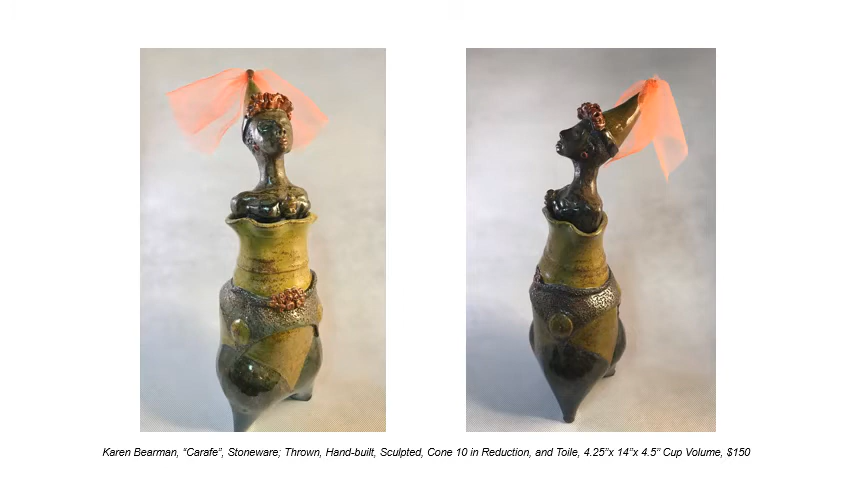 Karen Bearman, “Carafe”, Stoneware; Thrown, Hand-built, Sculpted, Cone 10 in Reduction, and Toile, 4.25”x 14”x 4.5” Cup Volume, $150